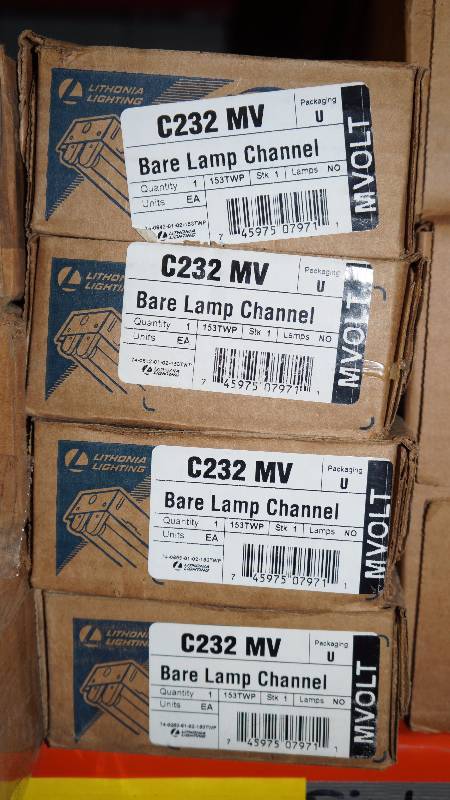 LITHONIA
LIGHTING
C232 MV
Packaging
U
Bare Lamp Channel
Quantity 1 153TWP Stk 1 Lamps NO
Units EA
LITHONIA LIGHTING
7 45975 07971 1
MVOLT
LITHON
LIGHTIN
C232 MV
Packaging
U
Bare Lamp Channel
Quantity 1 153TWP Stk 1 Lamps NO
Units EA
LITHONIA LIGHTING
7 45975 07971 1
MVOLT
LITHONIA
LIGHTING
C232 MV
Packaging
U
Bare Lamp Channel
Quantity 1 153TWP Stk 1 Lamps NO
Units EA
LITHONIA LIGHTING
7 45975 07971 1
MVOLT
LITHONI
LIGHTING
C232 MV
Packaging
U
Bare Lamp Channel
Quantity 1 153TWP Stk 1 Lamps NO
Units EA
LITHONIA LIGHTING
7 45975 07971 1
MVOLT